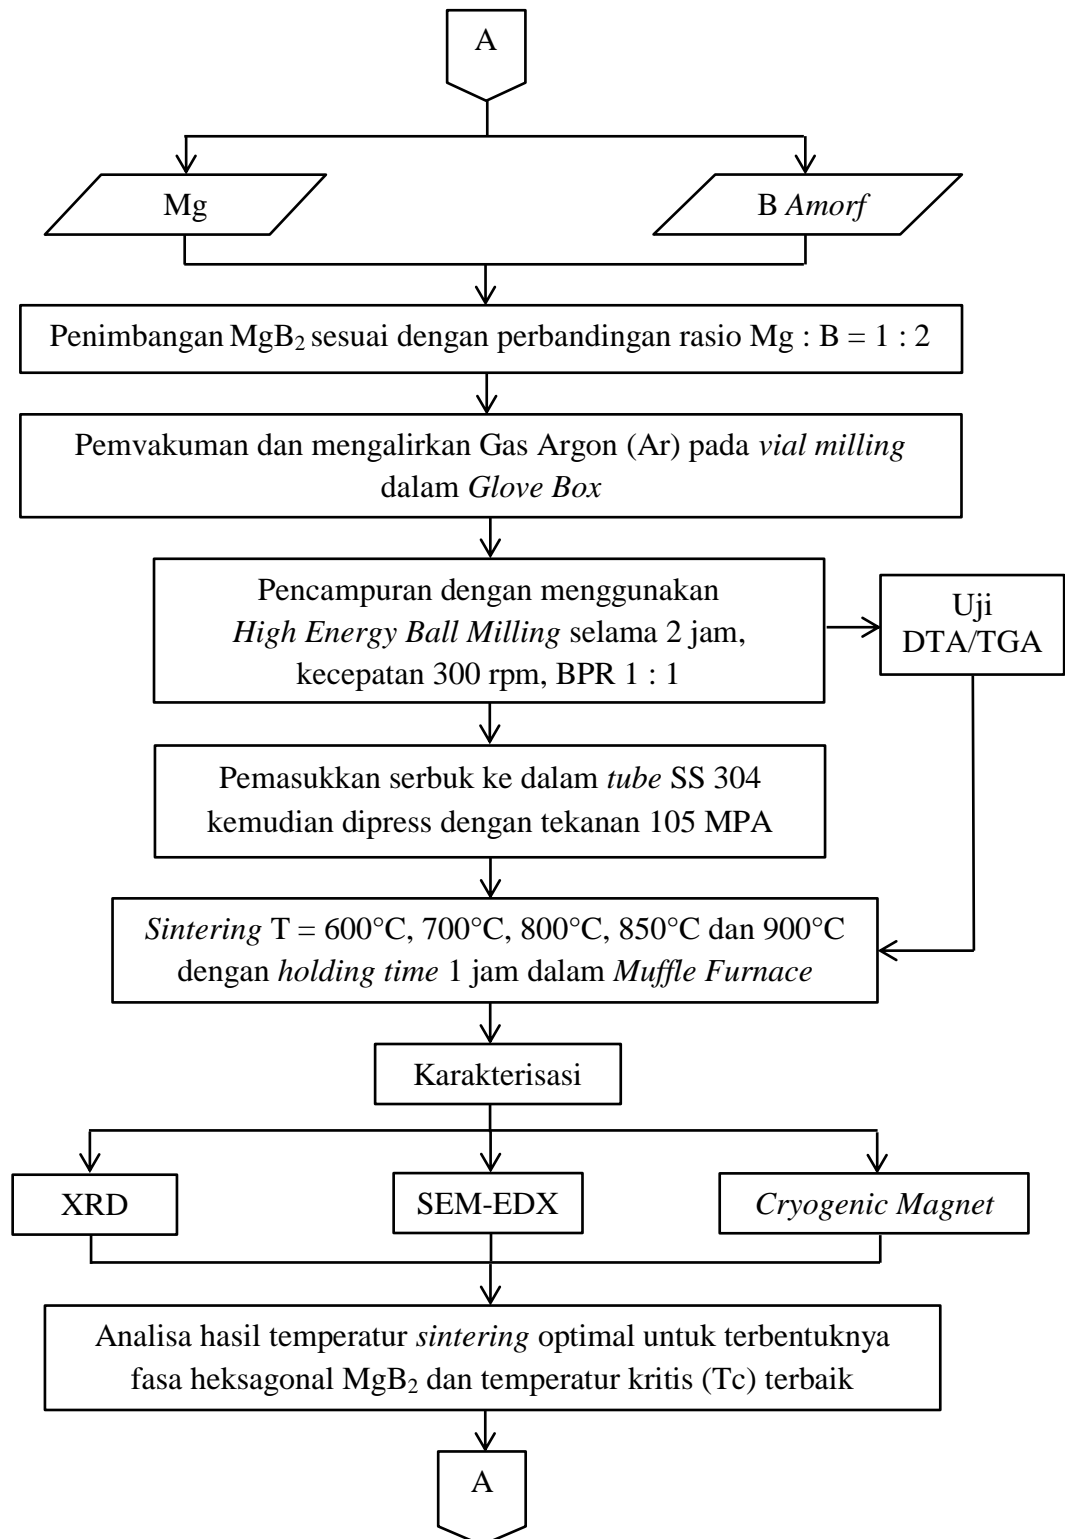 A
Mg
B Amorf
Penimbangan MgB₂ sesuai dengan perbandingan rasio Mg : B = 1 : 2
Pemvakuman dan mengalirkan Gas Argon (Ar) pada vial milling
dalam Glove Box
Pencampuran dengan menggunakan
High Energy Ball Milling selama 2 jam,
kecepatan 300 rpm, BPR 1 : 1
Uji
DTA/TGA
Pemasukkan serbuk ke dalam tube SS 304
kemudian dipress dengan tekanan 105 MPA
Sintering T = 600°C, 700°C, 800°C, 850°C dan 900°C
dengan holding time 1 jam dalam Muffle Furnace
Karakterisasi
XRD
SEM-EDX
Cryogenic Magnet
Analisa hasil temperatur sintering optimal untuk terbentuknya
fasa heksagonal MgB₂ dan temperatur kritis (Tc) terbaik
A